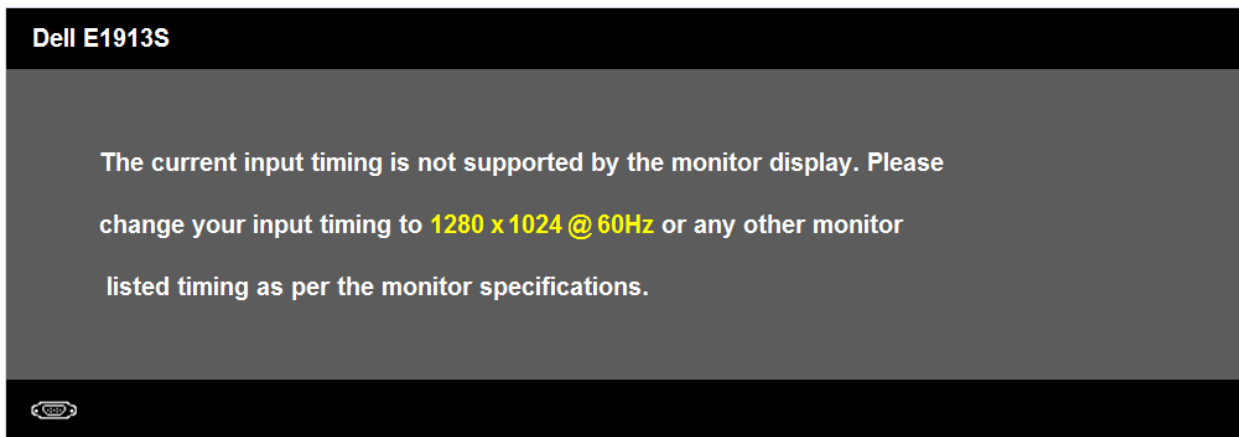 Dell E1913S
The current input timing is not supported by the monitor display. Please
change your input timing to 1280 x 1024 @ 60Hz or any other monitor
listed timing as per the monitor specifications.